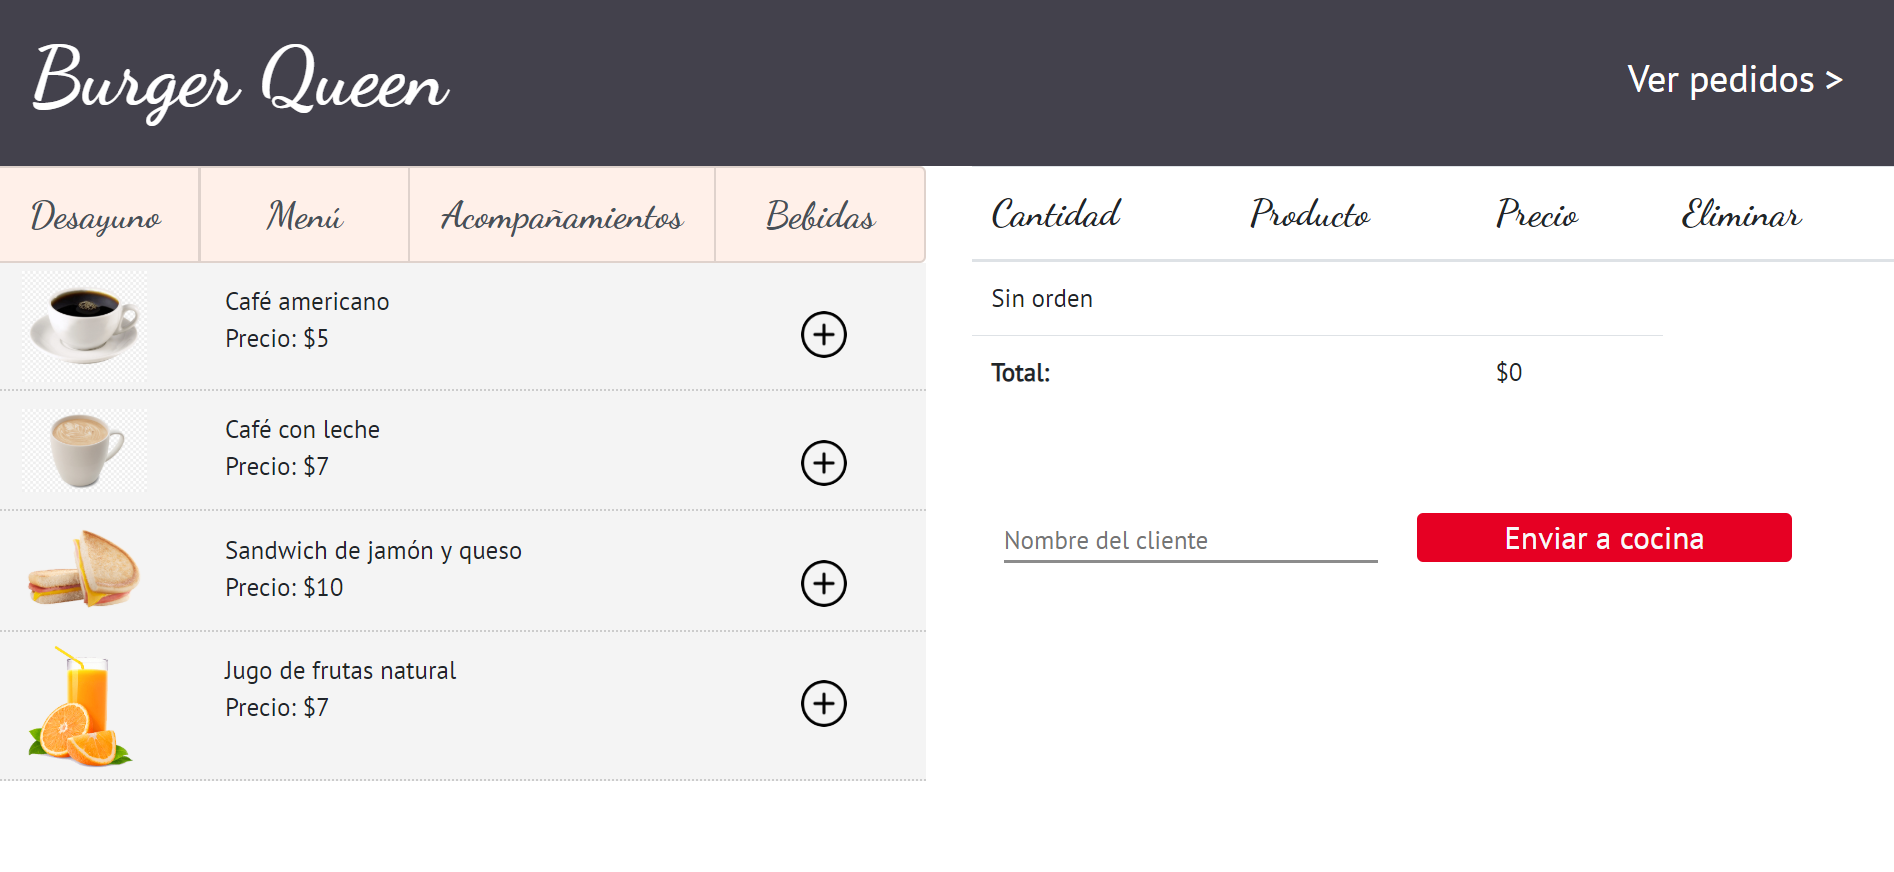 Burger Queen
Ver pedidos >
Desayuno Menú Acompañamientos Bebidas
Café americano
Precio: $5
Café con leche
Precio: $7
Sandwich de jamón y queso
Precio: $10
Jugo de frutas natural
Precio: $7
Cantidad Producto Precio Eliminar
Sin orden
Total: $0
Nombre del cliente
Enviar a cocina